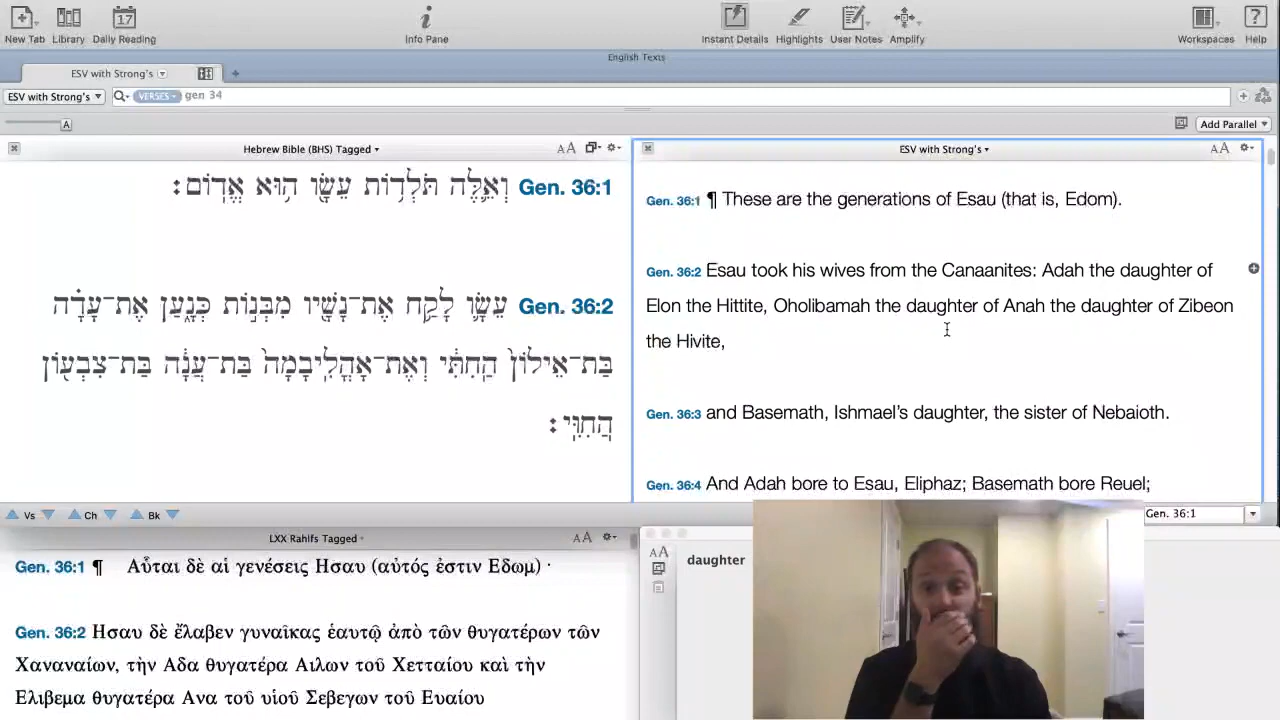 New Tab
Library
Daily Reading
Info Pane
Instant Details
Highlights
User Notes
Amplify
Workspaces
Help
English Texts
ESV with Strong's
ESV with Strong's
VERSES
gen 34
A
Add Parallel
Hebrew Bible (BHS) Tagged
AA
Gen. 36:1 וְאֵ֛לֶּה תֹּלְד֥וֹת עֵשָׂ֖ו ה֥וּא אֱדֽוֹם׃
Gen. 36:2 עֵשָׂ֛ו לָקַ֥ח אֶת־נָשָׁ֖יו מִבְּנ֣וֹת כְּנָ֑עַן אֶת־עָדָ֗ה
בַּת־אֵילוֹן֙ הַֽחִתִּ֔י וְאֶת־אָהֳלִֽיבָמָה֙ בַּת־עֲנָ֔ה בַּת־צִבְע֖וֹן
הַֽחִוִּֽי׃
ESV with Strong's
AA
Gen. 36:1 ¶ These are the generations of Esau (that is, Edom).
Gen. 36:2 Esau took his wives from the Canaanites: Adah the daughter of
Elon the Hittite, Oholibamah the daughter of Anah the daughter of Zibeon
the Hivite,
Gen. 36:3 and Basemath, Ishmael's daughter, the sister of Nebaioth.
Gen. 36:4 And Adah bore to Esau, Eliphaz; Basemath bore Reuel;
Vs
Ch
Bk
Gen. 36:1
LXX Rahlfs Tagged
AA
Gen. 36:1 ¶ Αὗται δὲ αἱ γενέσεις Ησαυ (αὐτός ἐστιν Εδωμ) ·
Gen. 36:2 Ησαυ δὲ ἔλαβεν γυναῖκας ἑαυτῷ ἀπὸ τῶν θυγατέρων τῶν
Χαναναίων, τὴν Αδα θυγατέρα Αιλων τοῦ Χετταίου καὶ τὴν
Ελιβεμα θυγατέρα Ανα τοῦ υἱοῦ Σεβεγων τοῦ Ευαίου
AA
daughter